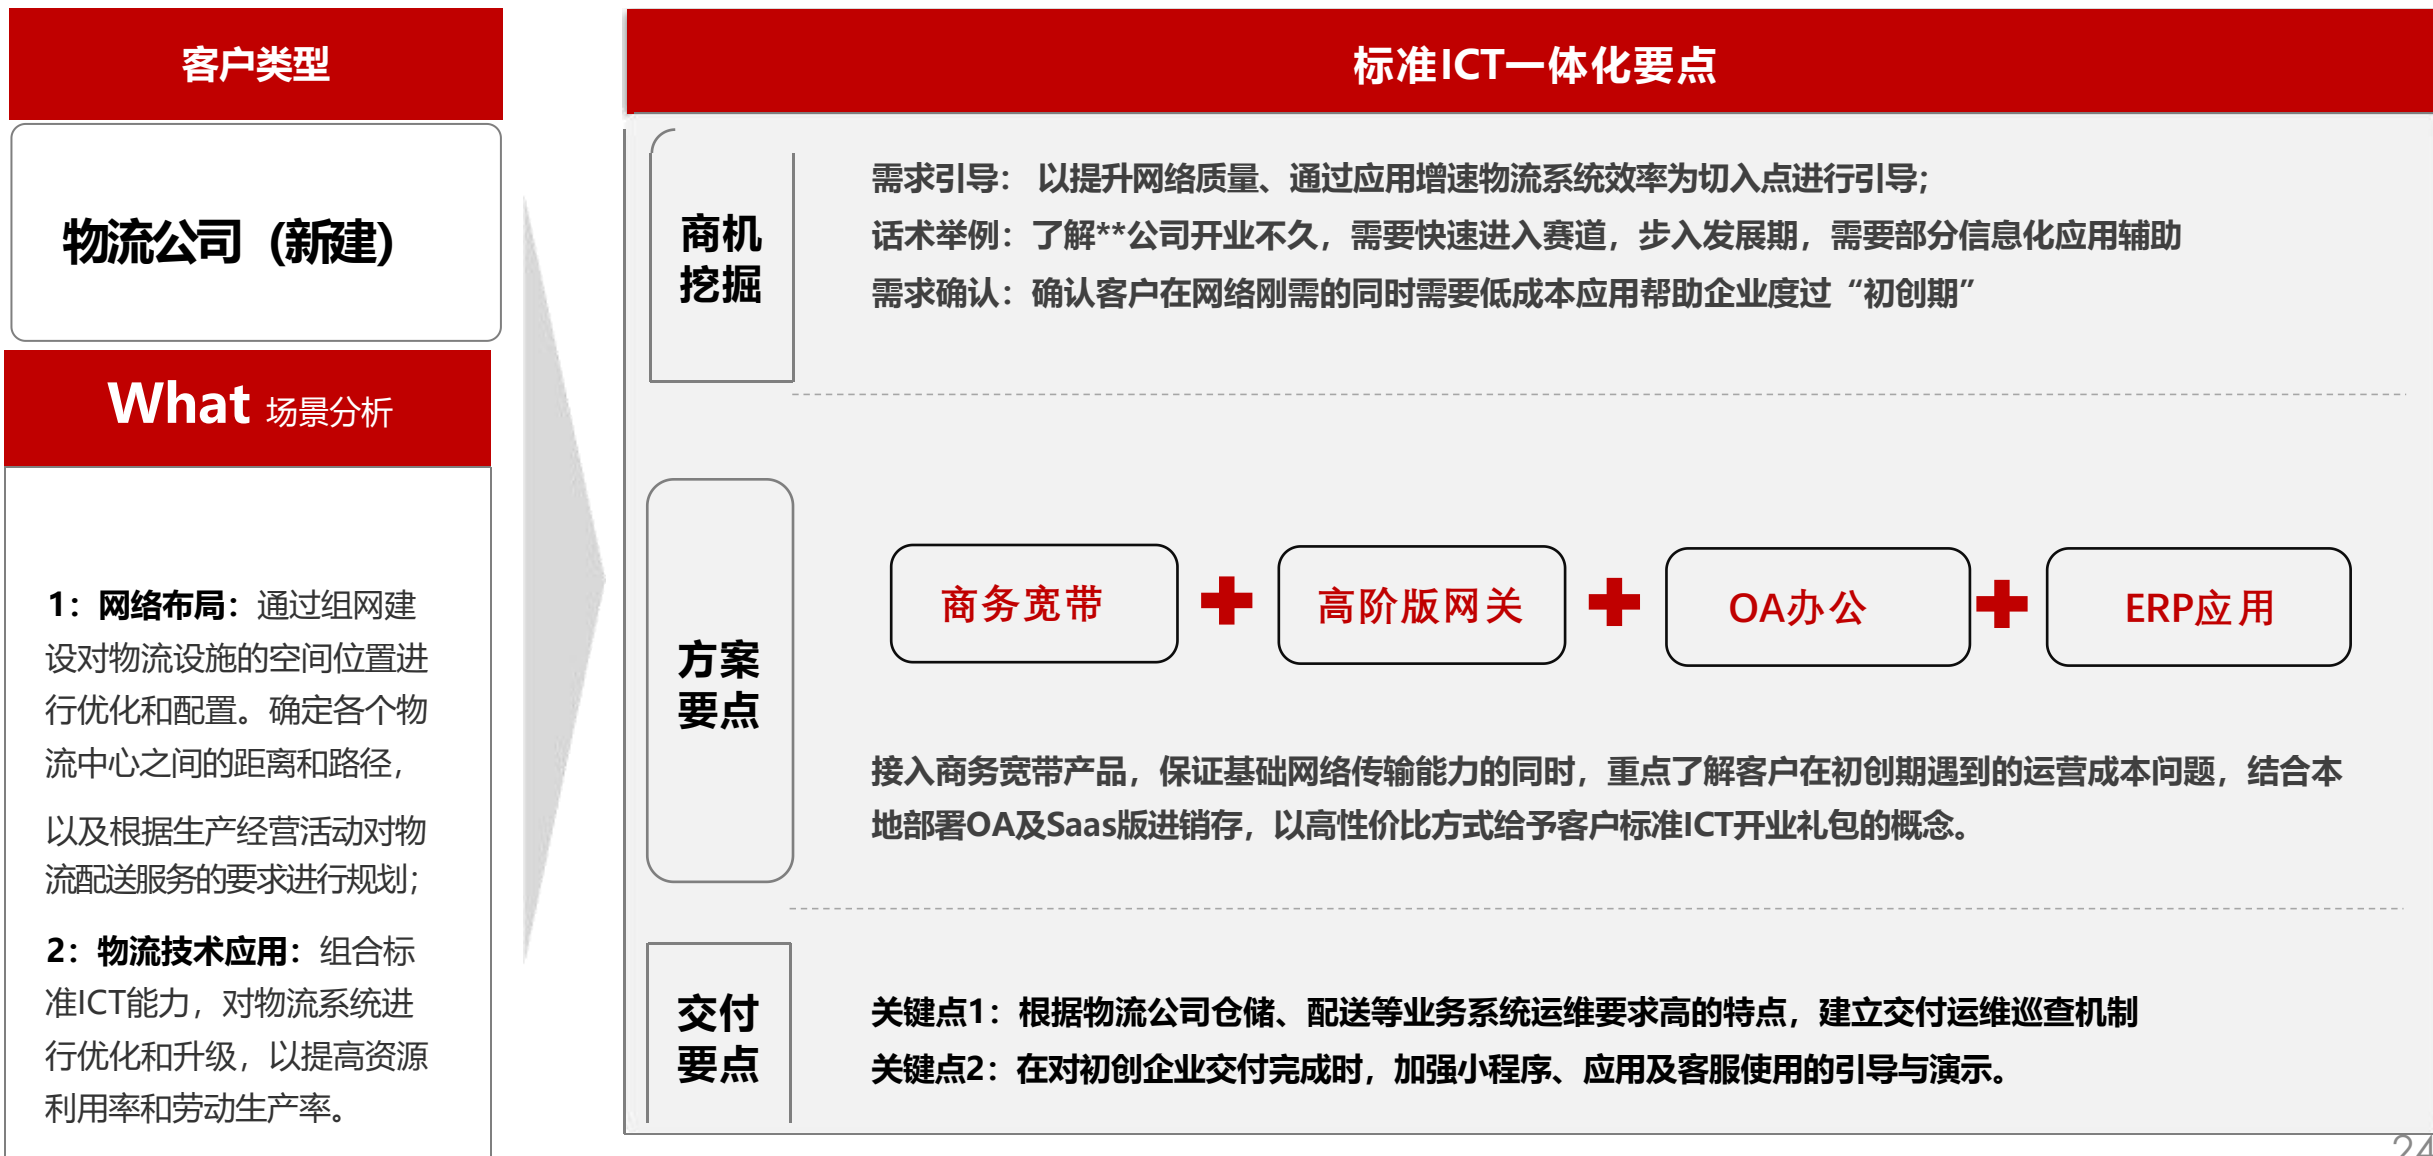 客户类型
物流公司（新建）
What 场景分析
1：网络布局：通过组网建
设对物流设施的空间位置进
行优化和配置。确定各个物
流中心之间的距离和路径，
以及根据生产经营活动对物
流配送服务的要求进行规划；
2：物流技术应用：组合标
准ICT能力，对物流系统进
行优化和升级，以提高资源
利用率和劳动生产率。
标准ICT一体化要点
商机
挖掘
需求引导： 以提升网络质量、通过应用增速物流系统效率为切入点进行引导；
话术举例：了解**公司开业不久，需要快速进入赛道，步入发展期，需要部分信息化应用辅助
需求确认：确认客户在网络刚需的同时需要低成本应用帮助企业度过“初创期”
方案
要点
商务宽带
高阶版网关
OA办公
ERP应用
接入商务宽带产品，保证基础网络传输能力的同时，重点了解客户在初创期遇到的运营成本问题，结合本
地部署OA及Saas版进销存，以高性价比方式给予客户标准ICT开业礼包的概念。
交付
要点
关键点1：根据物流公司仓储、配送等业务系统运维要求高的特点，建立交付运维巡查机制
关键点2：在对初创企业交付完成时，加强小程序、应用及客服使用的引导与演示。
24